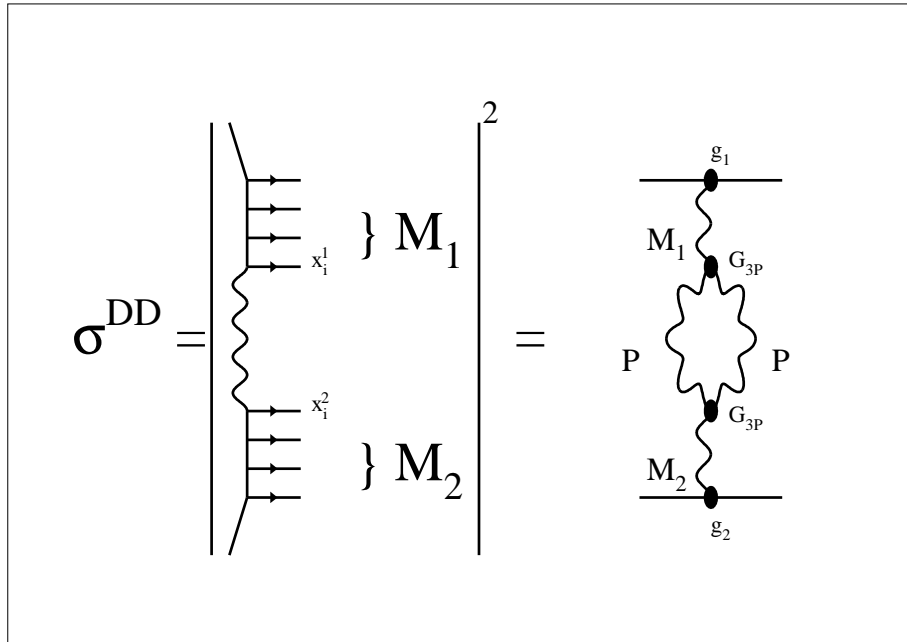 σ^DD = | x_i^1 } M_1
x_i^2 } M_2 |^2
=
g_1
M_1 G_3P
P P
G_3P
M_2
g_2